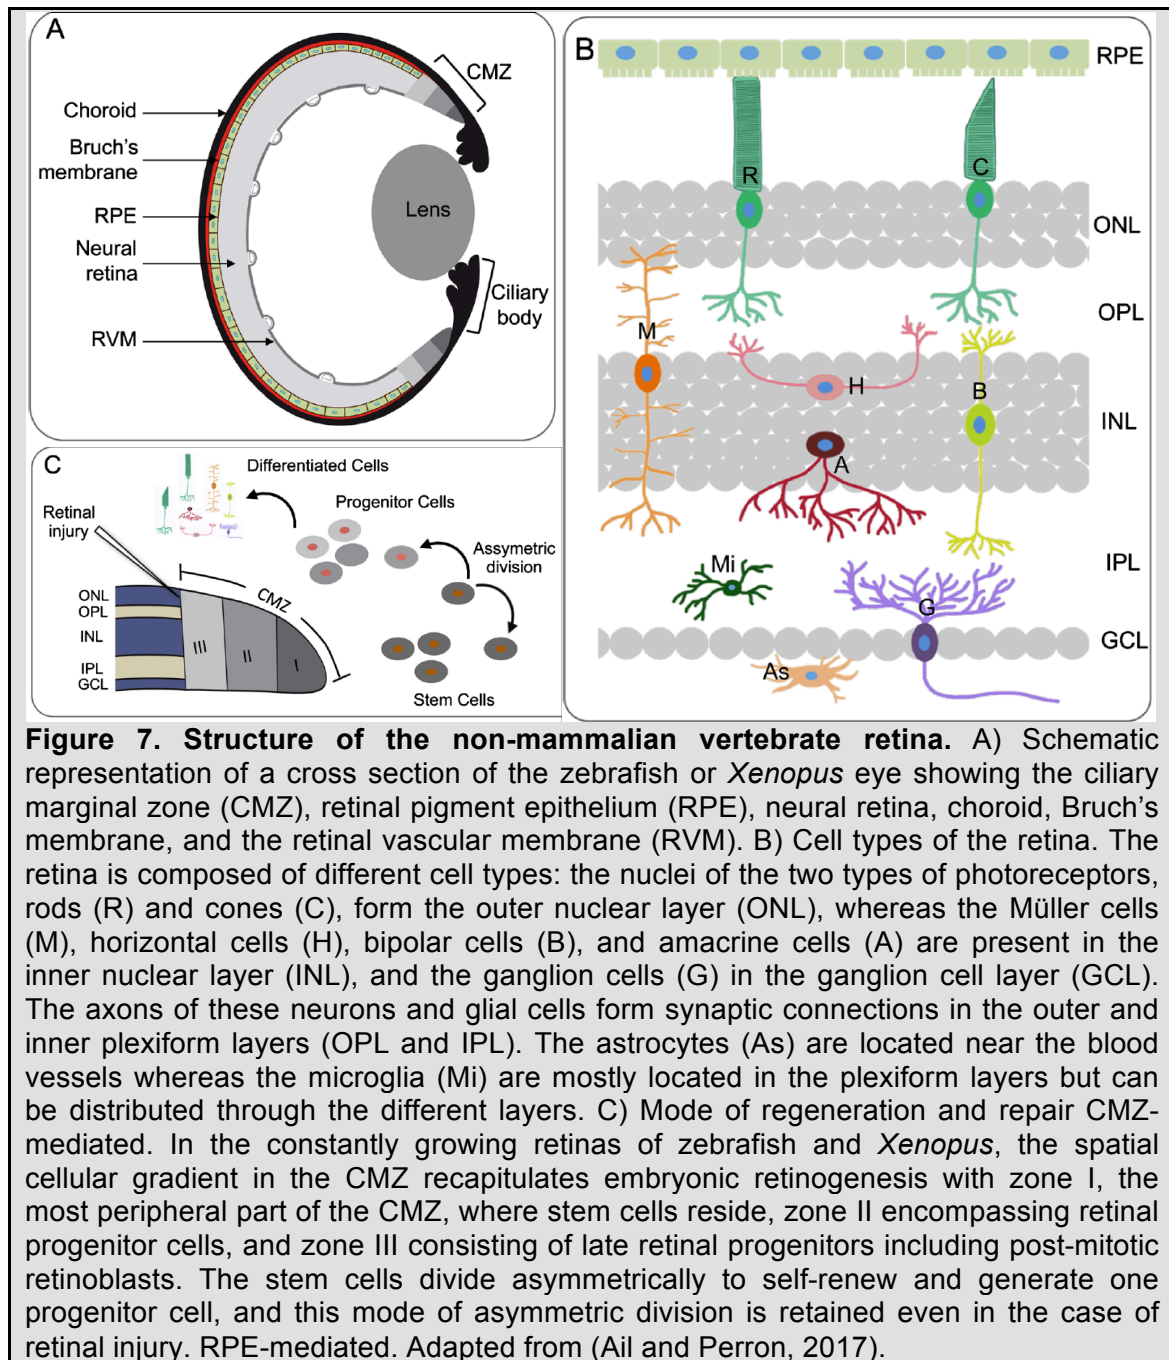 A
CMZ
Choroid
Bruch's
membrane
RPE
Lens
Neural
retina
Ciliary
body
RVM
B
RPE
R
C
ONL
OPL
M
H
B
INL
A
IPL
Mi
G
GCL
As
C
Differentiated Cells
Progenitor Cells
Retinal
injury
Assymetric
division
CMZ
ONL
OPL
INL
IPL
GCL
III
II
I
Stem Cells
Figure 7. Structure of the non-mammalian vertebrate retina. A) Schematic
representation of a cross section of the zebrafish or Xenopus eye showing the ciliary
marginal zone (CMZ), retinal pigment epithelium (RPE), neural retina, choroid, Bruch's
membrane, and the retinal vascular membrane (RVM). B) Cell types of the retina. The
retina is composed of different cell types: the nuclei of the two types of photoreceptors,
rods (R) and cones (C), form the outer nuclear layer (ONL), whereas the Müller cells
(M), horizontal cells (H), bipolar cells (B), and amacrine cells (A) are present in the
inner nuclear layer (INL), and the ganglion cells (G) in the ganglion cell layer (GCL).
The axons of these neurons and glial cells form synaptic connections in the outer and
inner plexiform layers (OPL and IPL). The astrocytes (As) are located near the blood
vessels whereas the microglia (Mi) are mostly located in the plexiform layers but can
be distributed through the different layers. C) Mode of regeneration and repair CMZ-
mediated. In the constantly growing retinas of zebrafish and Xenopus, the spatial
cellular gradient in the CMZ recapitulates embryonic retinogenesis with zone I, the
most peripheral part of the CMZ, where stem cells reside, zone II encompassing retinal
progenitor cells, and zone III consisting of late retinal progenitors including post-mitotic
retinoblasts. The stem cells divide asymmetrically to self-renew and generate one
progenitor cell, and this mode of asymmetric division is retained even in the case of
retinal injury. RPE-mediated. Adapted from (Ail and Perron, 2017).